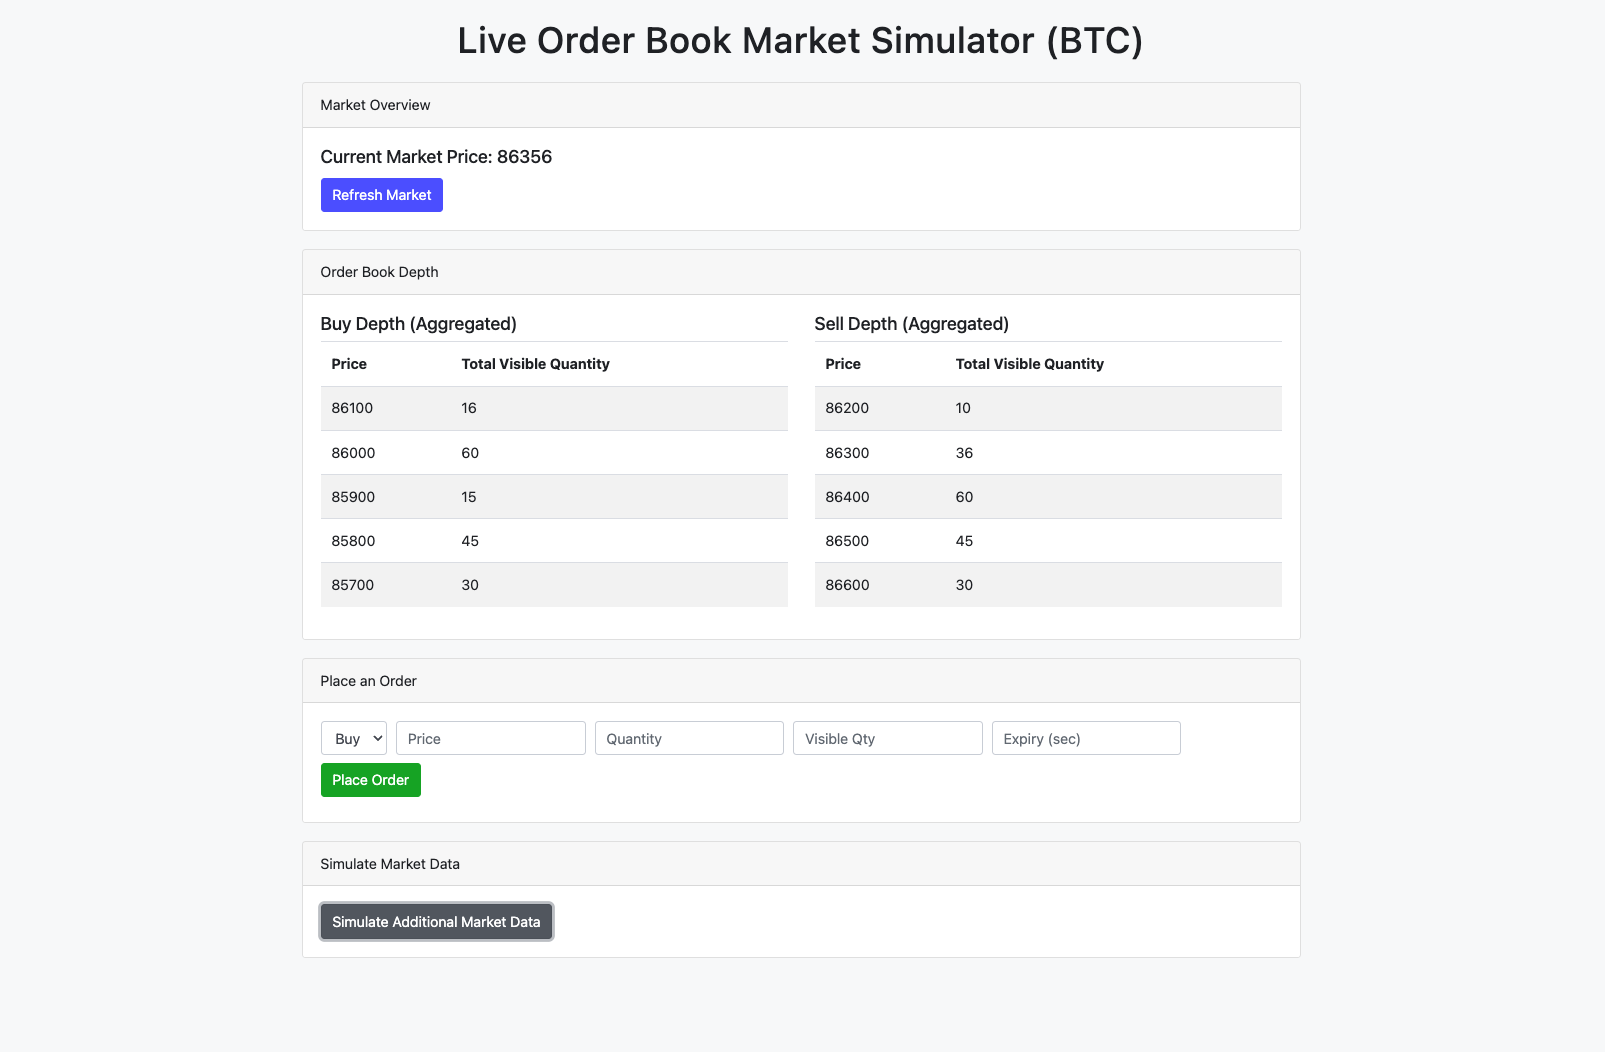 Live Order Book Market Simulator (BTC)
Market Overview
Current Market Price: 86356
Refresh Market
Order Book Depth
Buy Depth (Aggregated)
Price Total Visible Quantity
86100 16
86000 60
85900 15
85800 45
85700 30
Sell Depth (Aggregated)
Price Total Visible Quantity
86200 10
86300 36
86400 60
86500 45
86600 30
Place an Order
Buy Price Quantity Visible Qty Expiry (sec)
Place Order
Simulate Market Data
Simulate Additional Market Data